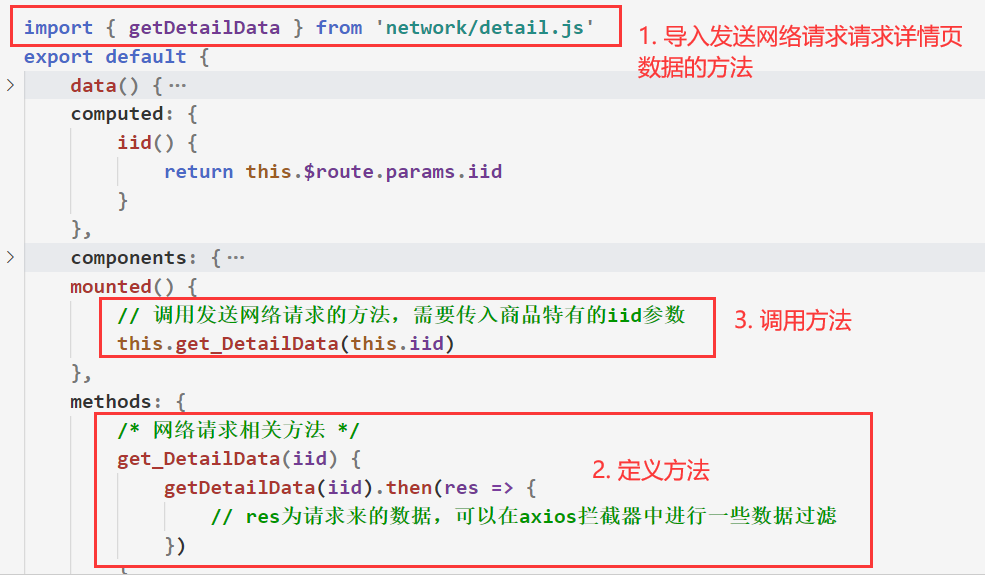 import { getDetailData } from 'network/detail.js'
1. 导入发送网络请求请求详情页
数据的方法
export default {
data() { ···
computed: {
iid() {
return this.$route.params.iid
}
},
components: { ···
mounted() {
// 调用发送网络请求的方法，需要传入商品特有的iid参数
this.get_DetailData(this.iid)
3. 调用方法
},
methods: {
/* 网络请求相关方法 */
get_DetailData(iid) {
2. 定义方法
getDetailData(iid).then(res => {
// res为请求来的数据，可以在axios拦截器中进行一些数据过滤
})